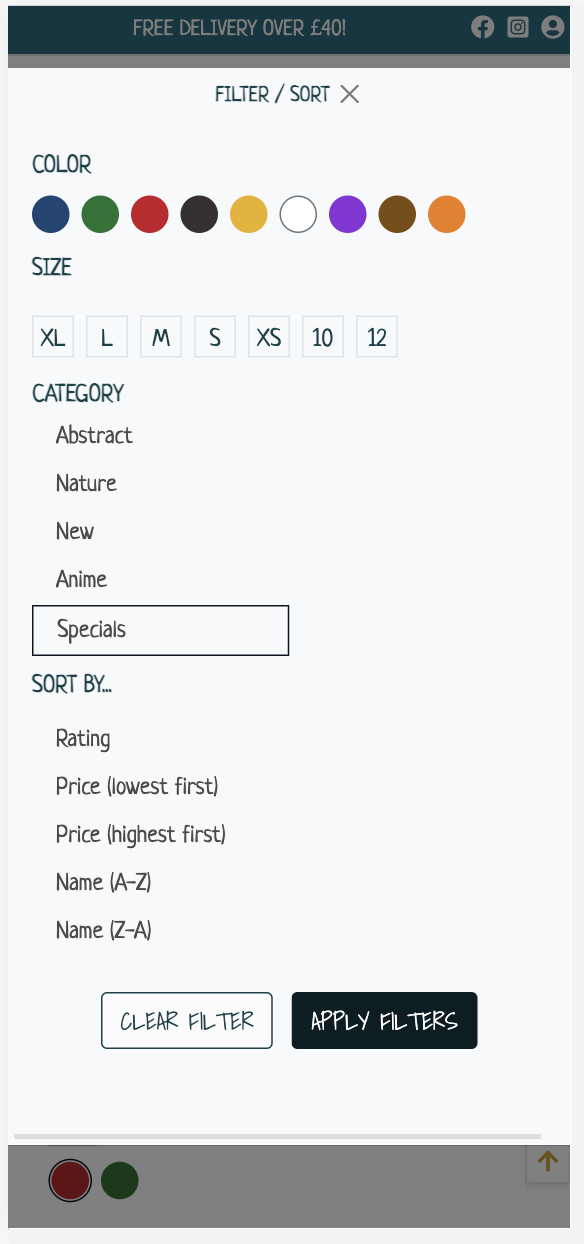 FREE DELIVERY OVER £40!
FILTER / SORT
COLOR
SIZE
XL L M S XS 10 12
CATEGORY
Abstract
Nature
New
Anime
Specials
SORT BY...
Rating
Price (lowest first)
Price (highest first)
Name (A-Z)
Name (Z-A)
CLEAR FILTER APPLY FILTERS